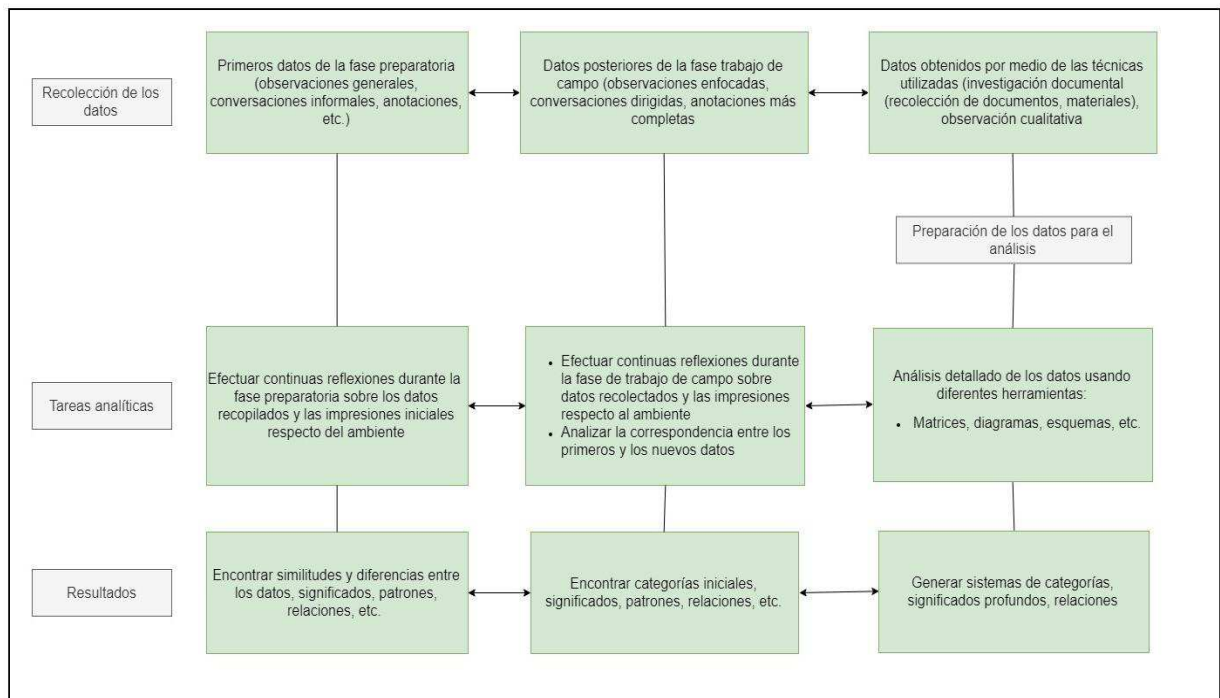 Recolección de los
datos
Primeros datos de la fase preparatoria
(observaciones generales,
conversaciones informales, anotaciones,
etc.)
Datos posteriores de la fase trabajo de
campo (observaciones enfocadas,
conversaciones dirigidas, anotaciones más
completas
Datos obtenidos por medio de las técnicas
utilizadas (investigación documental
(recolección de documentos, materiales),
observación cualitativa
Preparación de los datos para el
análisis
Tareas analíticas
Efectuar continuas reflexiones durante la
fase preparatoria sobre los datos
recopilados y las impresiones iniciales
respecto del ambiente
• Efectuar continuas reflexiones durante
la fase de trabajo de campo sobre
datos recolectados y las impresiones
respecto al ambiente
• Analizar la correspondencia entre los
primeros y los nuevos datos
Análisis detallado de los datos usando
diferentes herramientas:
• Matrices, diagramas, esquemas, etc.
Resultados
Encontrar similitudes y diferencias entre
los datos, significados, patrones,
relaciones, etc.
Encontrar categorías iniciales,
significados, patrones, relaciones, etc.
Generar sistemas de categorías,
significados profundos, relaciones